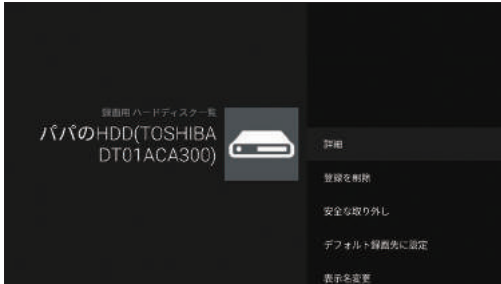 録画用 ハードディスク一覧
パパのHDD(TOSHIBA
DT01ACA300)
詳細
登録を削除
安全な取り外し
デフォルト録画先に設定
表示名変更